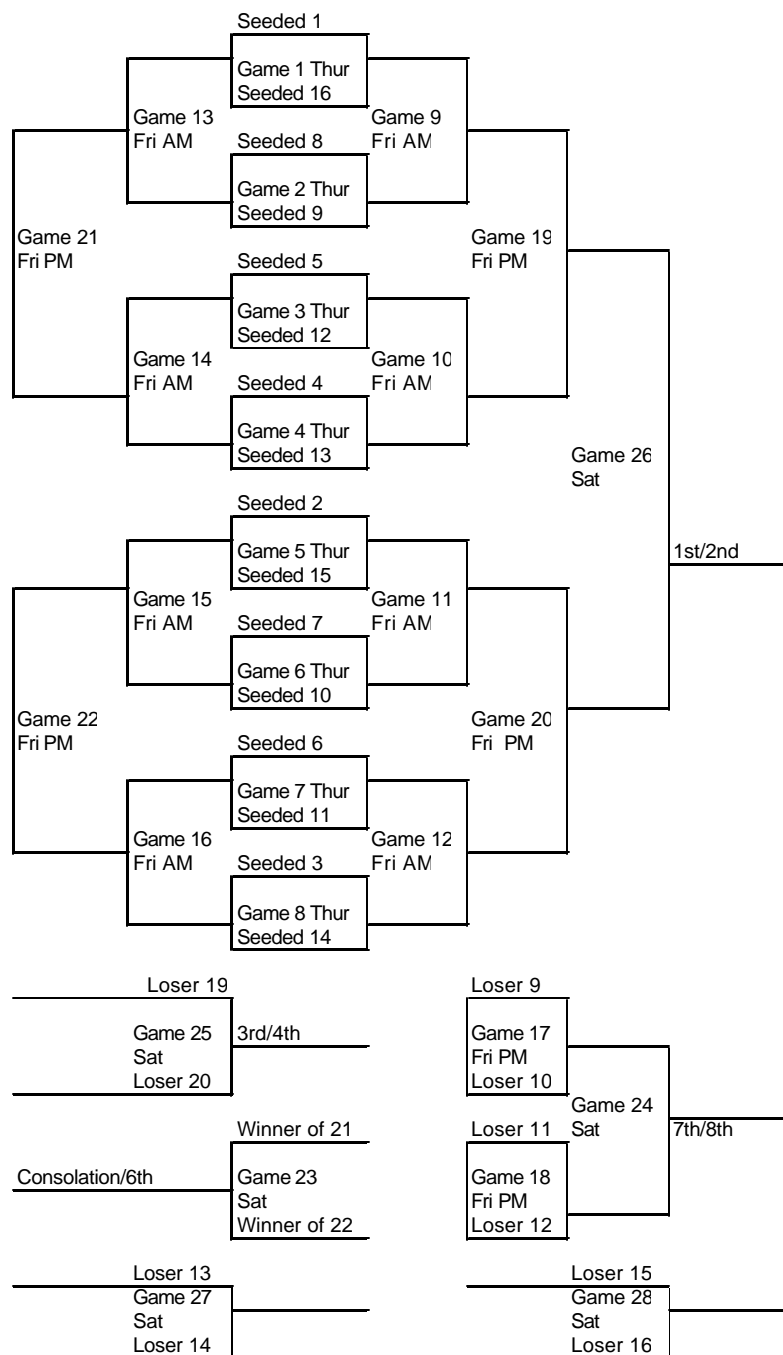 Seeded 1
Game 1 Thur
Seeded 16
Game 13
Fri AM
Game 9
Fri AM
Seeded 8
Game 2 Thur
Seeded 9
Game 21
Fri PM
Game 19
Fri PM
Seeded 5
Game 3 Thur
Seeded 12
Game 14
Fri AM
Game 10
Fri AM
Seeded 4
Game 4 Thur
Seeded 13
Game 26
Sat
Seeded 2
Game 5 Thur
Seeded 15
1st/2nd
Game 15
Fri AM
Game 11
Fri AM
Seeded 7
Game 6 Thur
Seeded 10
Game 22
Fri PM
Game 20
Fri PM
Seeded 6
Game 7 Thur
Seeded 11
Game 16
Fri AM
Game 12
Fri AM
Seeded 3
Game 8 Thur
Seeded 14
Loser 19
Game 25
Sat
Loser 20
3rd/4th
Loser 9
Game 17
Fri PM
Loser 10
Game 24
Sat
7th/8th
Winner of 21
Game 23
Sat
Winner of 22
Consolation/6th
Loser 11
Game 18
Fri PM
Loser 12
Loser 13
Game 27
Sat
Loser 14
Loser 15
Game 28
Sat
Loser 16